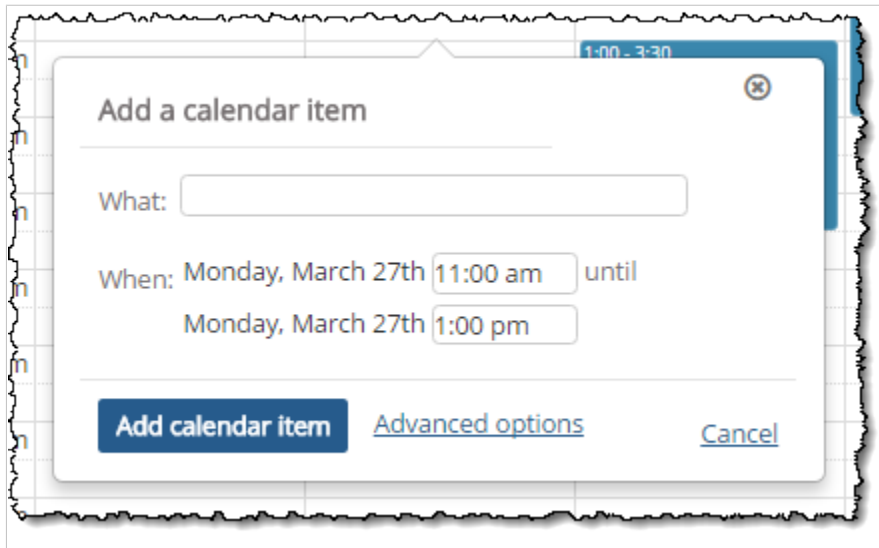 1:00 - 3:30
Add a calendar item
What:
When: Monday, March 27th 11:00 am until
Monday, March 27th 1:00 pm
Add calendar item Advanced options Cancel